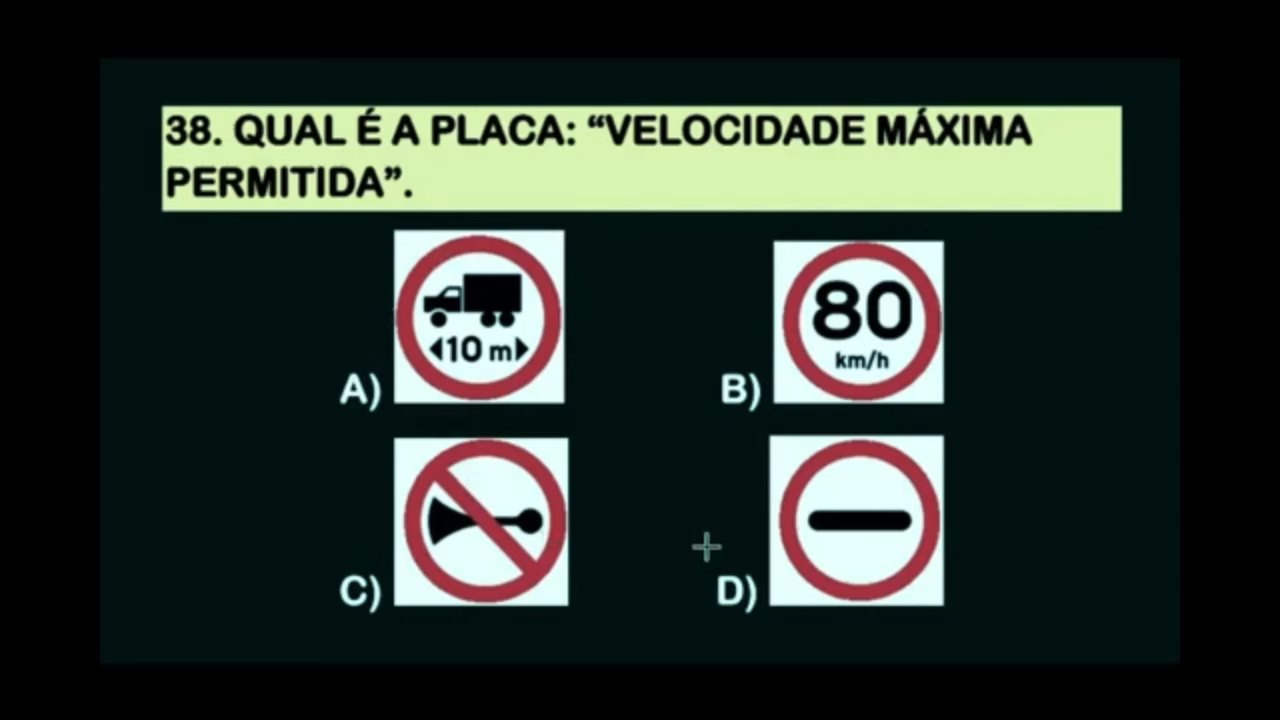 38. QUAL É A PLACA: “VELOCIDADE MÁXIMA
PERMITIDA”.
10 m
A)
80
km/h
B)
C)
D)